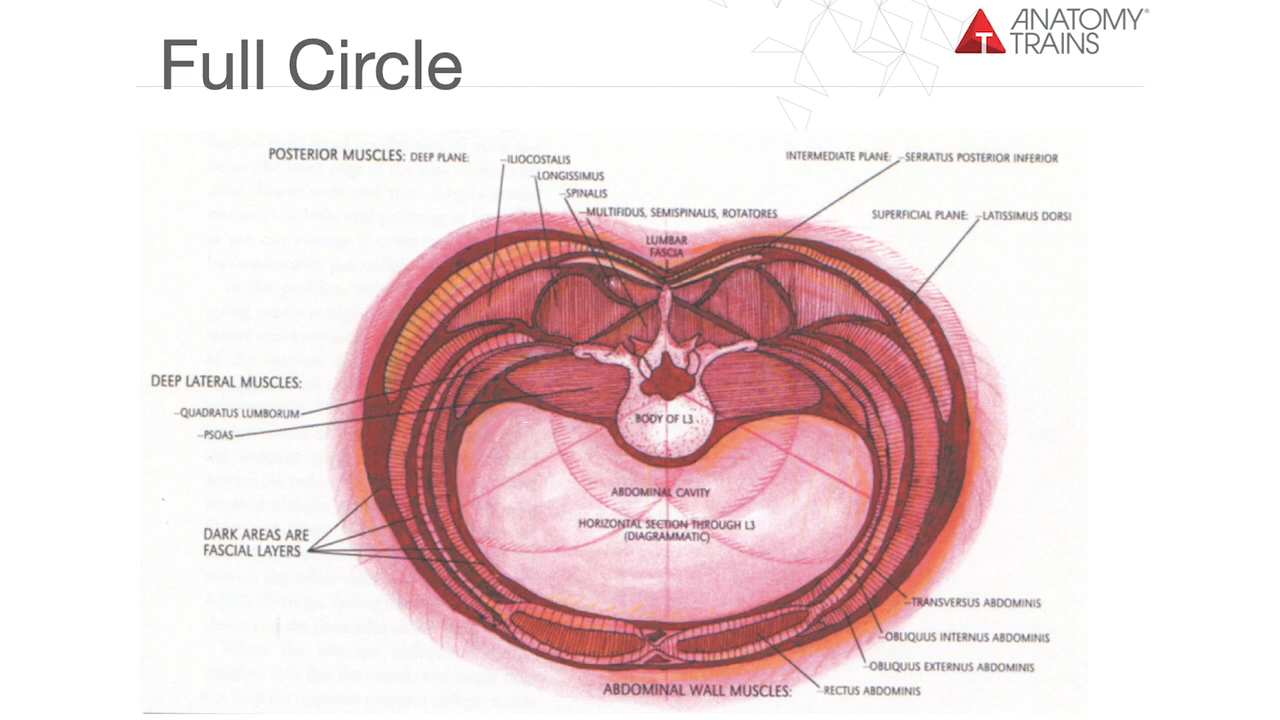 Full Circle
ANATOMY
TRAINS®
T
POSTERIOR MUSCLES: DEEP PLANE:
–ILIOCOSTALIS
–LONGISSIMUS
–SPINALIS
–MULTIFIDUS, SEMISPINALIS, ROTATORES
INTERMEDIATE PLANE: –SERRATUS POSTERIOR INFERIOR
SUPERFICIAL PLANE: –LATISSIMUS DORSI
LUMBAR
FASCIA
DEEP LATERAL MUSCLES:
–QUADRATUS LUMBORUM
–PSOAS
BODY OF L3
ABDOMINAL CAVITY
HORIZONTAL SECTION THROUGH L3
(DIAGRAMMATIC)
DARK AREAS ARE
FASCIAL LAYERS
–TRANSVERSUS ABDOMINIS
–OBLIQUUS INTERNUS ABDOMINIS
–OBLIQUUS EXTERNUS ABDOMINIS
ABDOMINAL WALL MUSCLES: –RECTUS ABDOMINIS